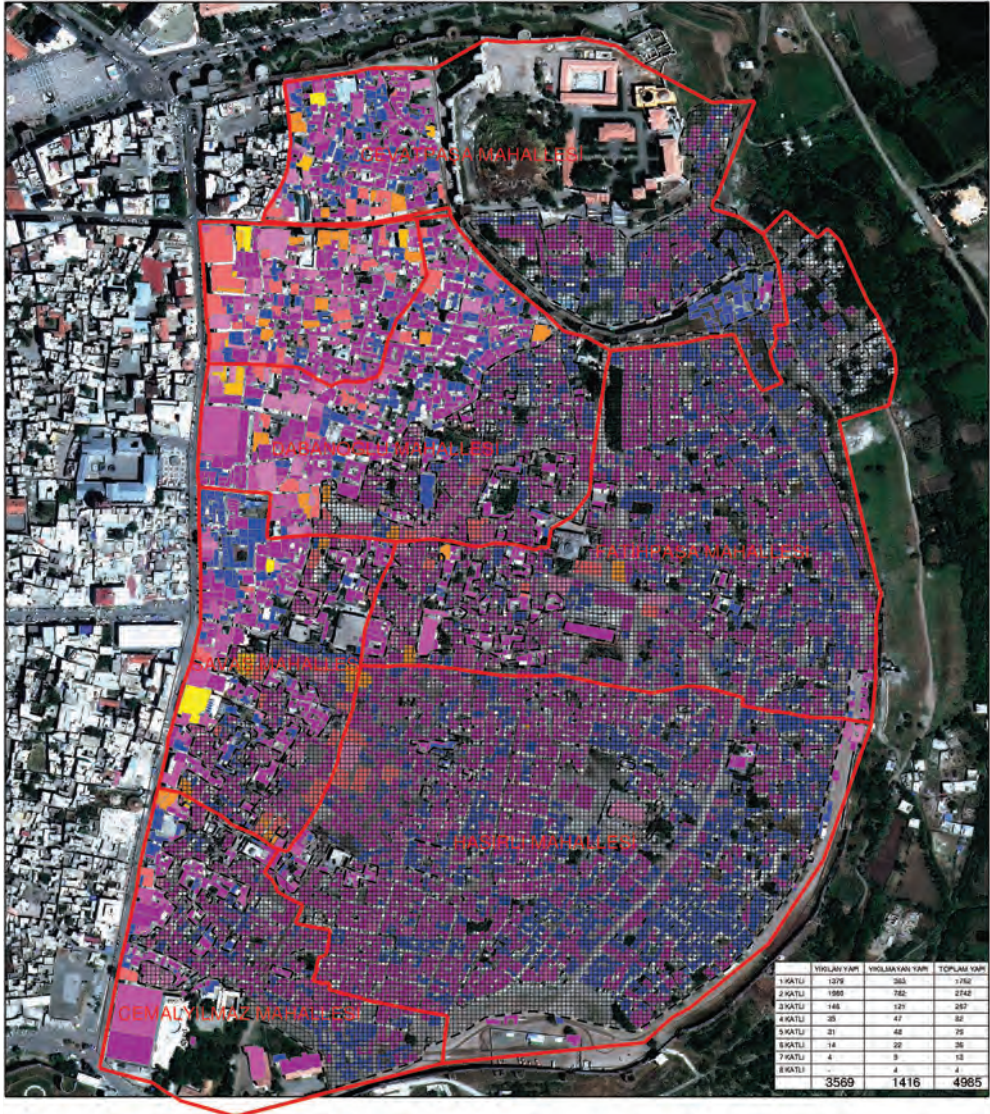 CEVATPAŞA MAHALLESİ
DABANOĞLU MAHALLESİ
FATİHPAŞA MAHALLESİ
MAHALLESİ
HASIRLI MAHALLESİ
CEMALYILMAZ MAHALLESİ
YIKILAN YAPI YIKILMAYAN YAPI TOPLAM YAPI
1 KATLI 1379 383 1762
2 KATLI 1960 782 2742
3 KATLI 146 121 267
4 KATLI 35 47 82
5 KATLI 31 48 79
6 KATLI 14 22 36
7 KATLI 4 9 13
8 KATLI - 4 4
3569 1416 4985